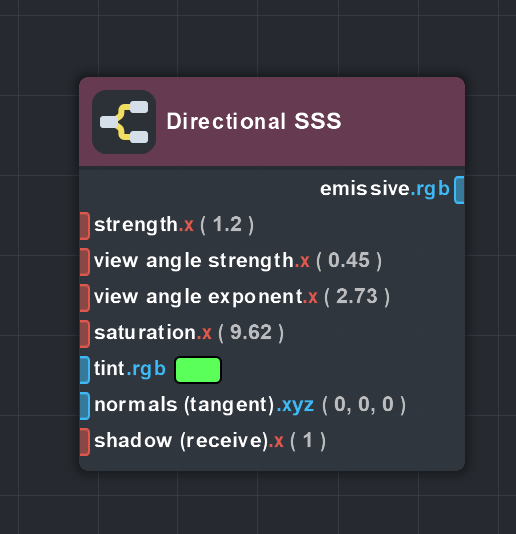 Directional SSS
emissive.rgb
strength.x ( 1.2 )
view angle strength.x ( 0.45 )
view angle exponent.x ( 2.73 )
saturation.x ( 9.62 )
tint.rgb
normals (tangent).xyz ( 0, 0, 0 )
shadow (receive).x ( 1 )